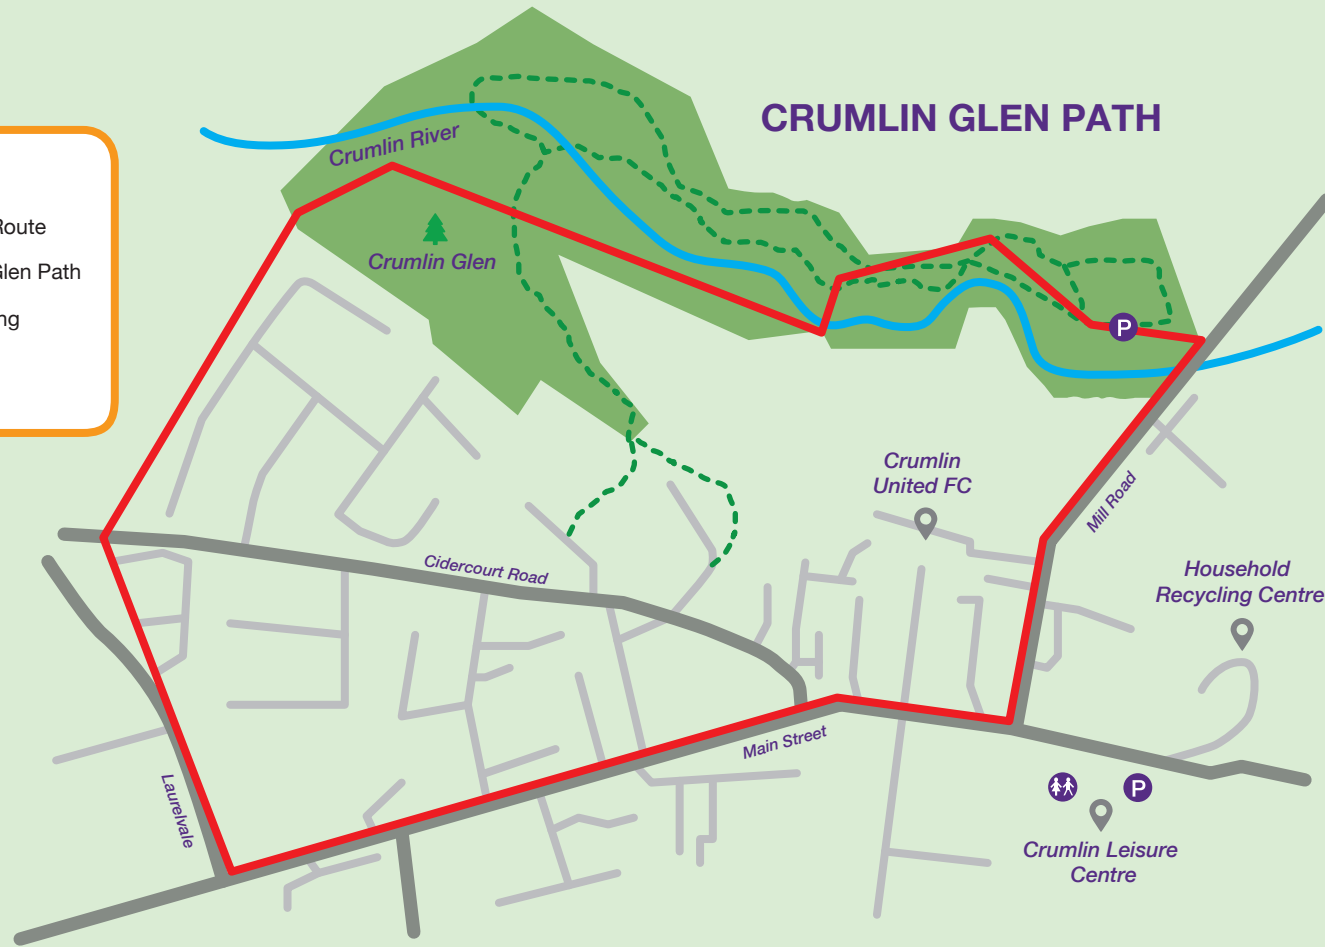 CRUMLIN GLEN PATH
Crumlin River
Route
Glen Path
Crumlin Glen
P
Crumlin
United FC
Mill Road
Cidercourt Road
Household
Recycling Centre
Main Street
Laurelvale
P
Crumlin Leisure
Centre